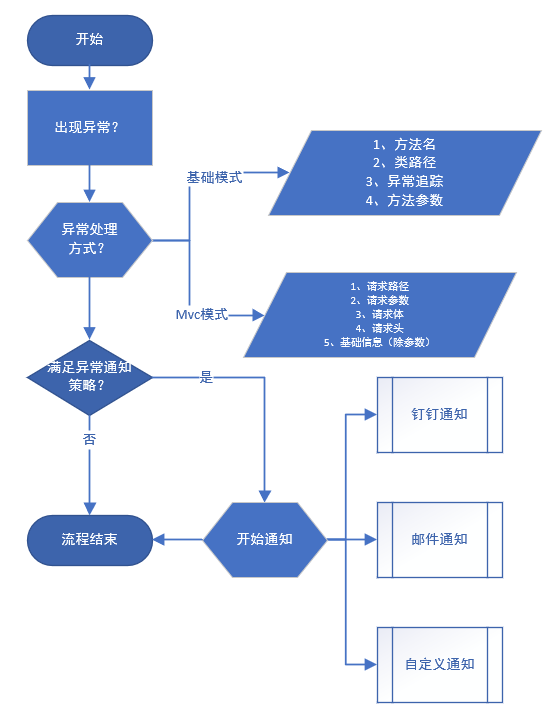 开始
出现异常?
异常处理
方式?
基础模式
1、方法名
2、类路径
3、异常追踪
4、方法参数
Mvc模式
1、请求路径
2、请求参数
3、请求体
4、请求头
5、基础信息（除参数）
满足异常通知
策略?
是
否
钉钉通知
流程结束
开始通知
邮件通知
自定义通知